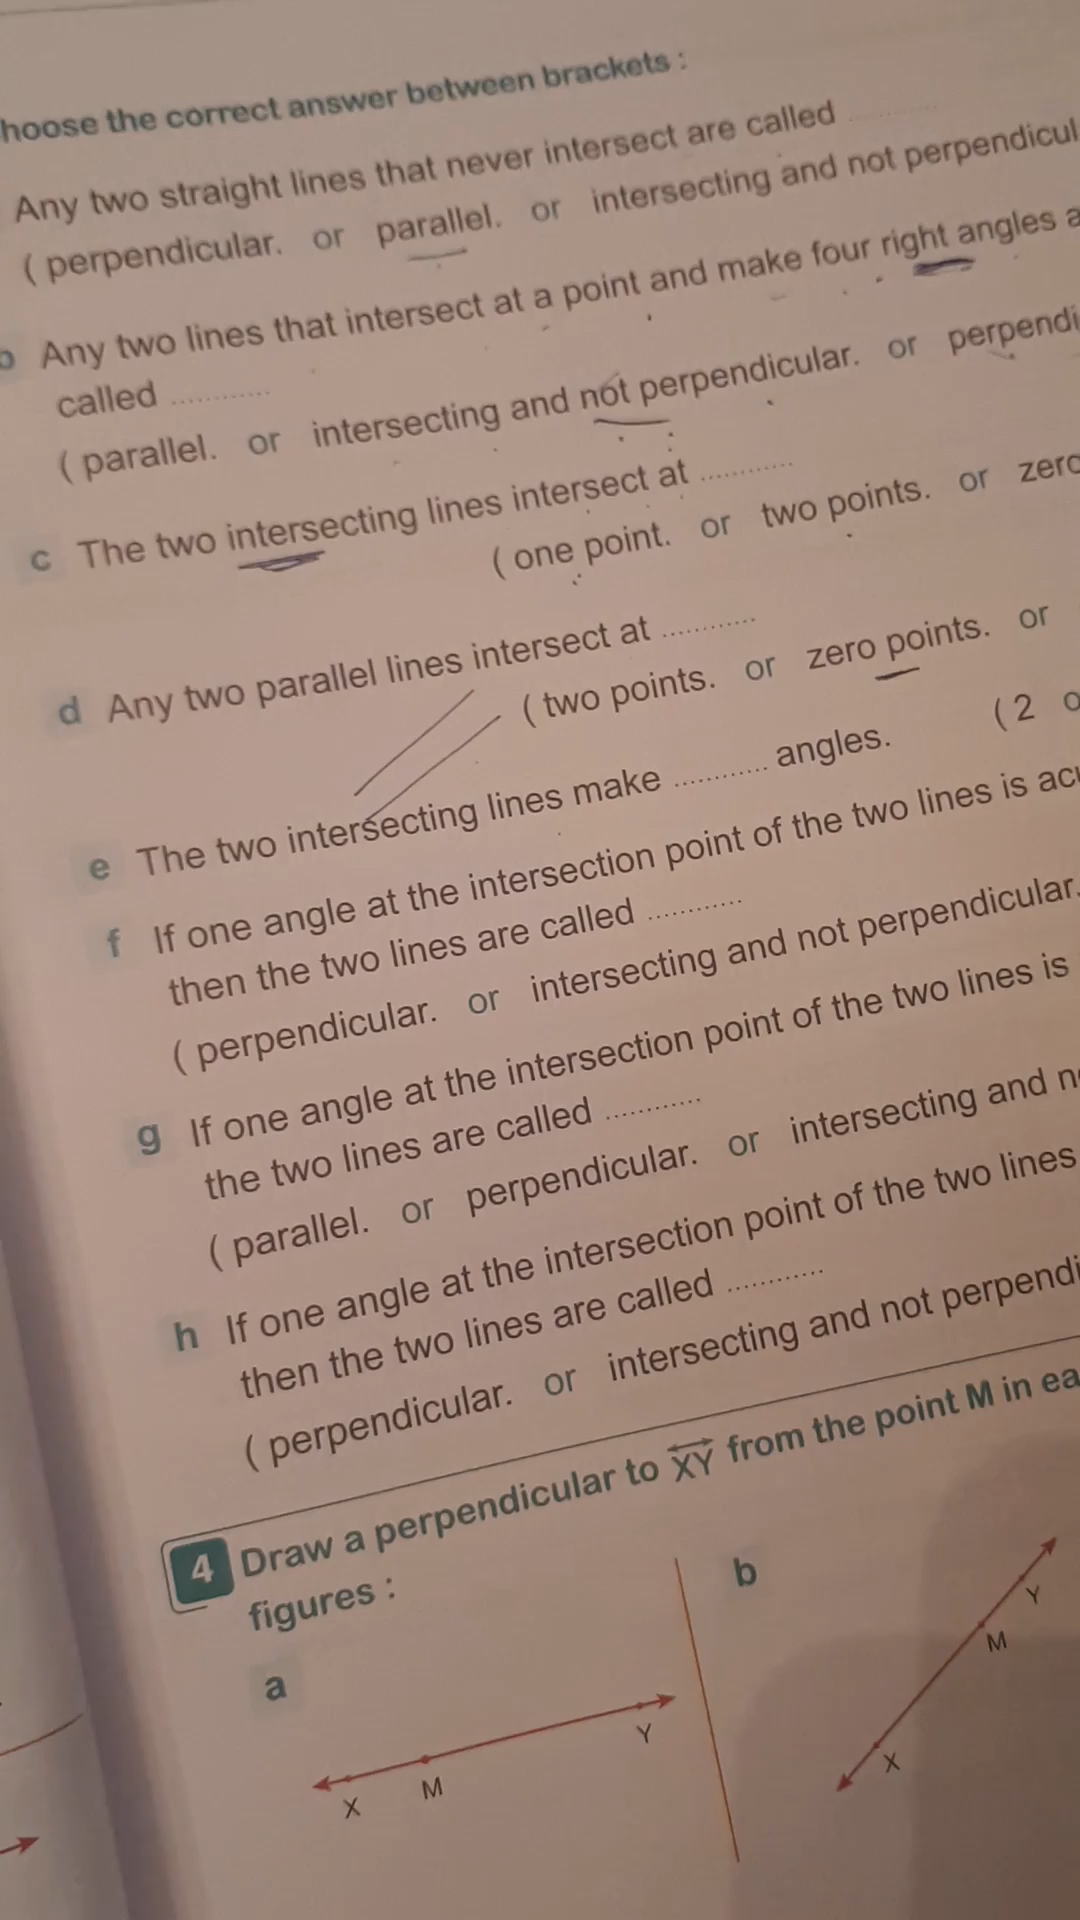 hoose the correct answer between brackets :
Any two straight lines that never intersect are called ............
( perpendicular. or parallel. or intersecting and not perpendicul
b Any two lines that intersect at a point and make four right angles a
called ............
( parallel. or intersecting and not perpendicular. or perpendi
c The two intersecting lines intersect at ............
( one point. or two points. or zero
d Any two parallel lines intersect at ............
( two points. or zero points. or
e The two intersecting lines make ............ angles. ( 2 o
f If one angle at the intersection point of the two lines is acu
then the two lines are called ............
( perpendicular. or intersecting and not perpendicular.
g If one angle at the intersection point of the two lines is
the two lines are called ............
( parallel. or perpendicular. or intersecting and n
h If one angle at the intersection point of the two lines
then the two lines are called ............
( perpendicular. or intersecting and not perpendi
4 Draw a perpendicular to XY from the point M in ea
figures :
a
X M Y
b
X M Y